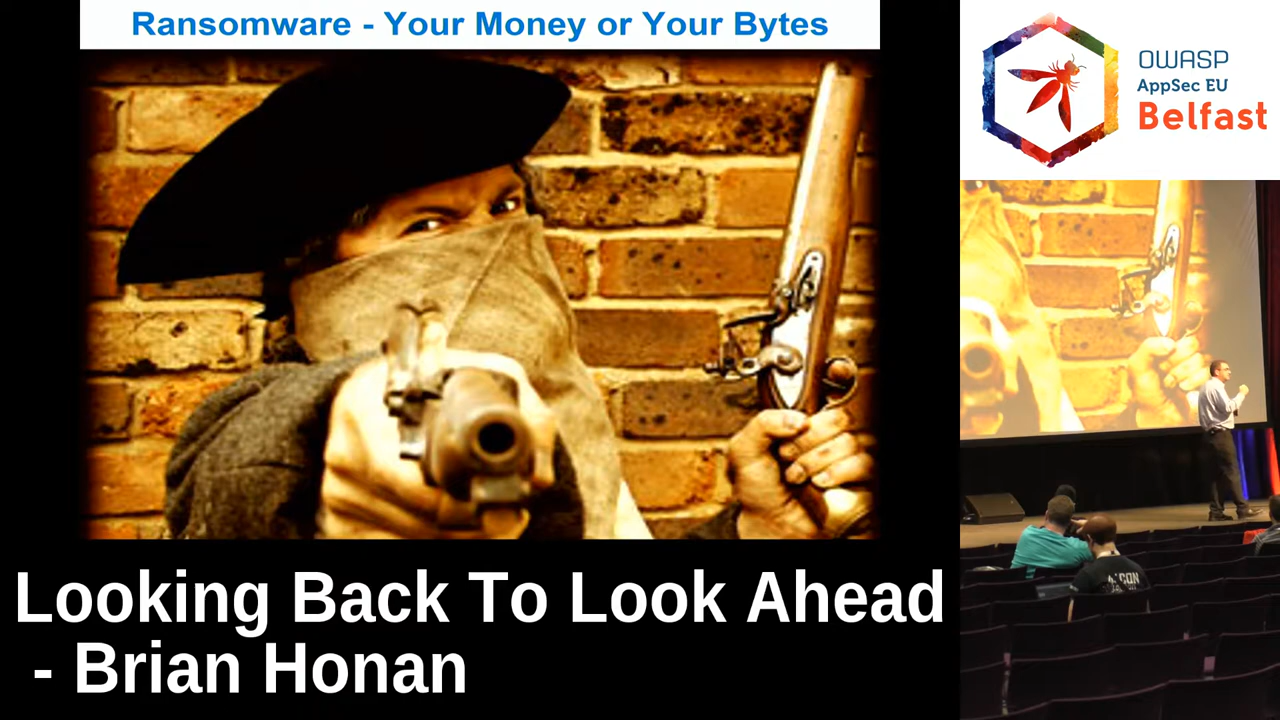 Ransomware - Your Money or Your Bytes
OWASP
AppSec EU
Belfast
Looking Back To Look Ahead
- Brian Honan